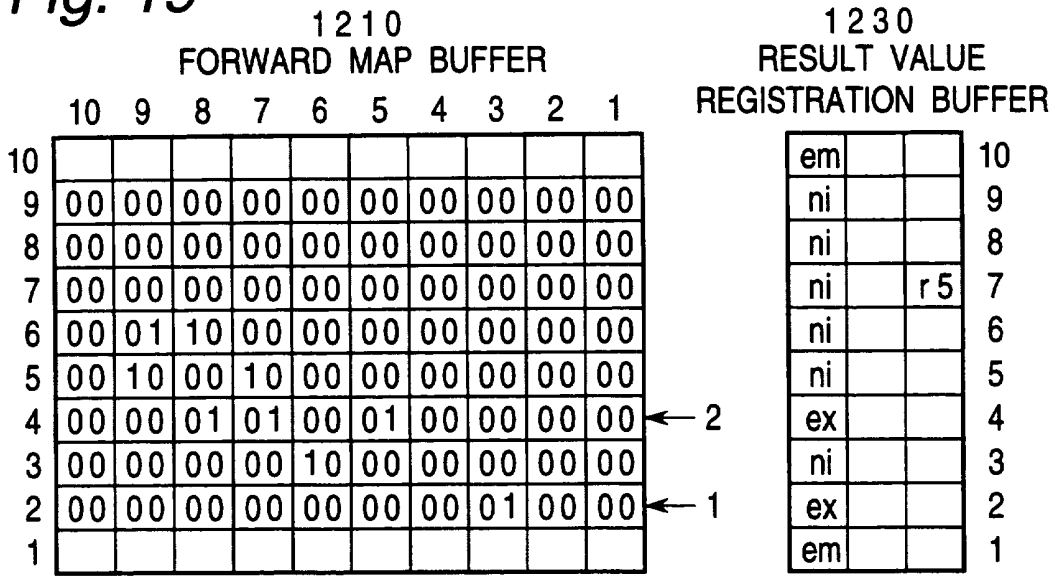 Fig. 15
1210
FORWARD MAP BUFFER
10 9 8 7 6 5 4 3 2 1
10
9 00 00 00 00 00 00 00 00 00 00
8 00 00 00 00 00 00 00 00 00 00
7 00 00 00 00 00 00 00 00 00 00
6 00 01 10 00 00 00 00 00 00 00
5 00 10 00 10 00 00 00 00 00 00
4 00 00 01 01 00 01 00 00 00 00 2
3 00 00 00 00 10 00 00 00 00 00
2 00 00 00 00 00 00 00 01 00 00 1
1
1230
RESULT VALUE
REGISTRATION BUFFER
em 10
ni 9
ni 8
ni r5 7
ni 6
ni 5
ex 4
ni 3
ex 2
em 1